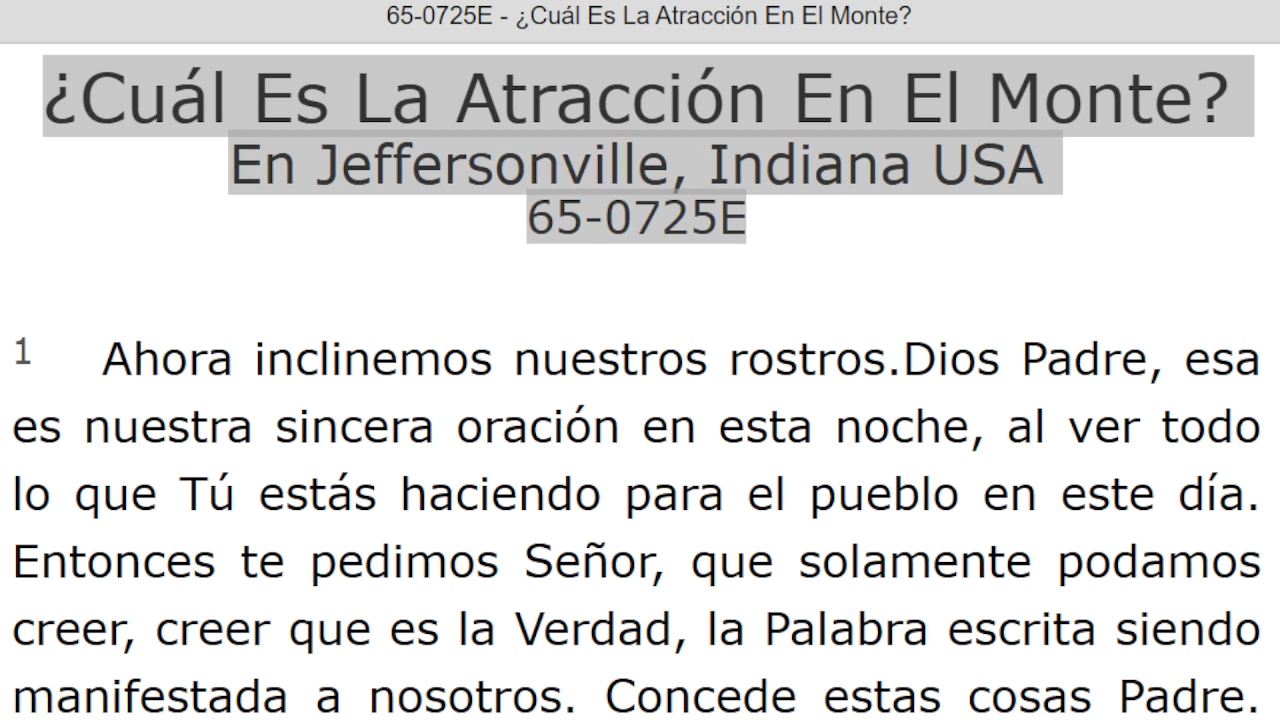 65-0725E - ¿Cuál Es La Atracción En El Monte?
¿Cuál Es La Atracción En El Monte?
En Jeffersonville, Indiana USA
65-0725E
1 Ahora inclinemos nuestros rostros.Dios Padre, esa
es nuestra sincera oración en esta noche, al ver todo
lo que Tú estás haciendo para el pueblo en este día.
Entonces te pedimos Señor, que solamente podamos
creer, creer que es la Verdad, la Palabra escrita siendo
manifestada a nosotros. Concede estas cosas Padre.